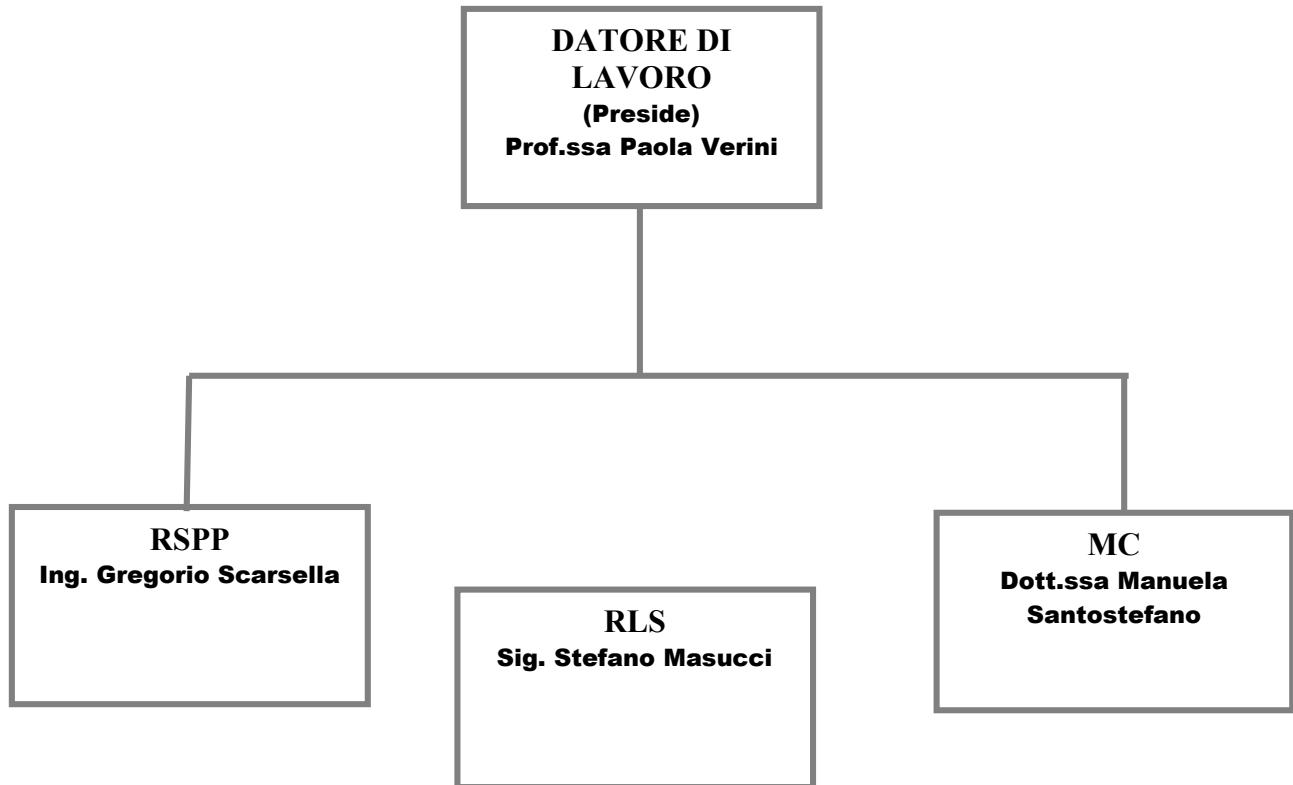 DATORE DI
LAVORO
(Preside)
Prof.ssa Paola Verini
RSPP
Ing. Gregorio Scarsella
RLS
Sig. Stefano Masucci
MC
Dott.ssa Manuela
Santostefano